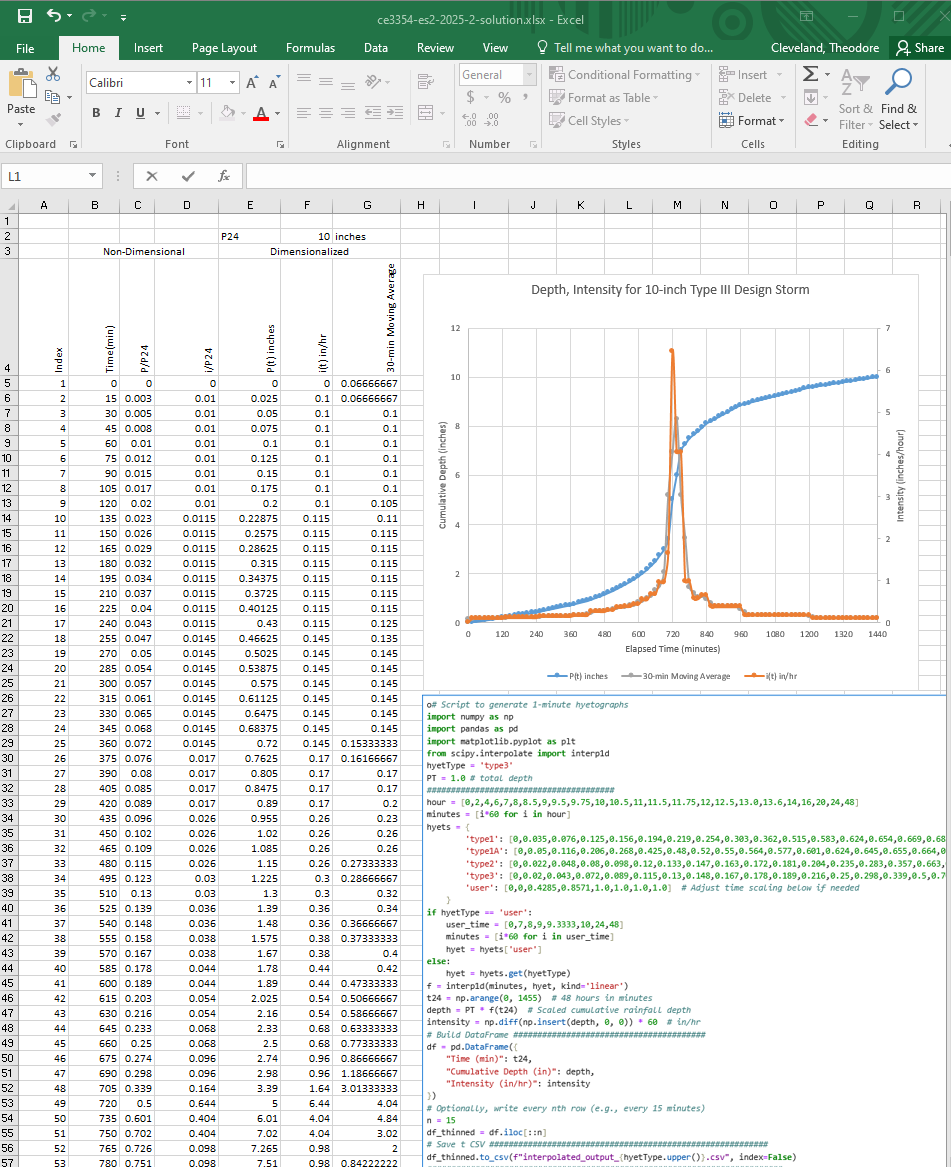 ce3354-es2-2025-2-solution.xlsx - Excel
File Home Insert Page Layout Formulas Data Review View Tell me what you want to do... Cleveland, Theodore Share
Paste Calibri 11 General Conditional Formatting Insert Σ
B I U A $ % , Format as Table Delete Sort & Find &
Cell Styles Format Filter Select
Clipboard Font Alignment Number Styles Cells Editing
L1 fx
A B C D E F G H I J K L M N O P Q R
1
2 P24 10 inches
3 Non-Dimensional Dimensionalized
4 Index Time(min) P/P24 i/P24 P(t) inches i(t) in/hr 30-min Moving Average
5 1 0 0 0 0 0 0.06666667
6 2 15 0.003 0.01 0.025 0.1 0.06666667
7 3 30 0.005 0.01 0.05 0.1 0.1
8 4 45 0.008 0.01 0.075 0.1 0.1
9 5 60 0.01 0.01 0.1 0.1 0.1
10 6 75 0.012 0.01 0.125 0.1 0.1
11 7 90 0.015 0.01 0.15 0.1 0.1
12 8 105 0.017 0.01 0.175 0.1 0.1
13 9 120 0.02 0.01 0.2 0.1 0.105
14 10 135 0.023 0.0115 0.22875 0.115 0.11
15 11 150 0.026 0.0115 0.2575 0.115 0.115
16 12 165 0.029 0.0115 0.28625 0.115 0.115
17 13 180 0.032 0.0115 0.315 0.115 0.115
18 14 195 0.034 0.0115 0.34375 0.115 0.115
19 15 210 0.037 0.0115 0.3725 0.115 0.115
20 16 225 0.04 0.0115 0.40125 0.115 0.115
21 17 240 0.043 0.0115 0.43 0.115 0.125
22 18 255 0.047 0.0145 0.46625 0.145 0.135
23 19 270 0.05 0.0145 0.5025 0.145 0.145
24 20 285 0.054 0.0145 0.53875 0.145 0.145
25 21 300 0.057 0.0145 0.575 0.145 0.145
26 22 315 0.061 0.0145 0.61125 0.145 0.145
27 23 330 0.065 0.0145 0.6475 0.145 0.145
28 24 345 0.068 0.0145 0.68375 0.145 0.145
29 25 360 0.072 0.0145 0.72 0.145 0.15333333
30 26 375 0.076 0.017 0.7625 0.17 0.16166667
31 27 390 0.08 0.017 0.805 0.17 0.17
32 28 405 0.085 0.017 0.8475 0.17 0.17
33 29 420 0.089 0.017 0.89 0.17 0.2
34 30 435 0.096 0.026 0.955 0.26 0.23
35 31 450 0.102 0.026 1.02 0.26 0.26
36 32 465 0.109 0.026 1.085 0.26 0.26
37 33 480 0.115 0.026 1.15 0.26 0.27333333
38 34 495 0.123 0.03 1.225 0.3 0.28666667
39 35 510 0.13 0.03 1.3 0.3 0.32
40 36 525 0.139 0.036 1.39 0.36 0.34
41 37 540 0.148 0.036 1.48 0.36 0.36666667
42 38 555 0.158 0.038 1.575 0.38 0.37333333
43 39 570 0.167 0.038 1.67 0.38 0.4
44 40 585 0.178 0.044 1.78 0.44 0.42
45 41 600 0.189 0.044 1.89 0.44 0.47333333
46 42 615 0.203 0.054 2.025 0.54 0.50666667
47 43 630 0.216 0.054 2.16 0.54 0.58666667
48 44 645 0.233 0.068 2.33 0.68 0.63333333
49 45 660 0.25 0.068 2.5 0.68 0.77333333
50 46 675 0.274 0.096 2.74 0.96 0.86666667
51 47 690 0.298 0.096 2.98 0.96 1.18666667
52 48 705 0.339 0.164 3.39 1.64 3.01333333
53 49 720 0.5 0.644 5 6.44 4.04
54 50 735 0.601 0.404 6.01 4.04 4.84
55 51 750 0.702 0.404 7.02 4.04 3.02
56 52 765 0.726 0.098 7.265 0.98 2
57 53 780 0.751 0.098 7.51 0.98 0.84222222
Depth, Intensity for 10-inch Type III Design Storm
Cumulative Depth (inches)
12
10
8
6
4
2
0
7
6
5
4
3
2
1
0
Intensity (inches/hour)
0 120 240 360 480 600 720 840 960 1080 1200 1320 1440
Elapsed Time (minutes)
P(t) inches 30-min Moving Average i(t) in/hr
o# Script to generate 1-minute hyetographs
import numpy as np
import pandas as pd
import matplotlib.pyplot as plt
from scipy.interpolate import interp1d
hyetType = 'type3'
PT = 1.0 # total depth
######################################
hour = [0,2,4,6,7,8,8.5,9,9.5,9.75,10,10.5,11,11.5,11.75,12,12.5,13.0,13.6,14,16,20,24,48]
minutes = [i*60 for i in hour]
hyets = {
'type1': [0,0.035,0.076,0.125,0.156,0.194,0.219,0.254,0.303,0.362,0.515,0.583,0.624,0.654,0.669,0.68
'type1A': [0,0.05,0.116,0.206,0.268,0.425,0.48,0.52,0.55,0.564,0.577,0.601,0.624,0.645,0.655,0.664,0
'type2': [0,0.022,0.048,0.08,0.098,0.12,0.133,0.147,0.163,0.172,0.181,0.204,0.235,0.283,0.357,0.663,
'type3': [0,0.02,0.043,0.072,0.089,0.115,0.13,0.148,0.167,0.178,0.189,0.216,0.25,0.298,0.339,0.5,0.7
'user': [0,0,0.4285,0.8571,1.0,1.0,1.0,1.0] # Adjust time scaling below if needed
}
if hyetType == 'user':
user_time = [0,7,8,9,9.3333,10,24,48]
minutes = [i*60 for i in user_time]
hyet = hyets['user']
else:
hyet = hyets.get(hyetType)
f = interp1d(minutes, hyet, kind='linear')
t24 = np.arange(0, 1455) # 48 hours in minutes
depth = PT * f(t24) # Scaled cumulative rainfall depth
intensity = np.diff(np.insert(depth, 0, 0)) * 60 # in/hr
# Build DataFrame #######################################
df = pd.DataFrame({
"Time (min)": t24,
"Cumulative Depth (in)": depth,
"Intensity (in/hr)": intensity
})
# Optionally, write every nth row (e.g., every 15 minutes)
n = 15
df_thinned = df.iloc[::n]
# Save t CSV #########################################################
df_thinned.to_csv(f"interpolated_output_{hyetType.upper()}.csv", index=False)